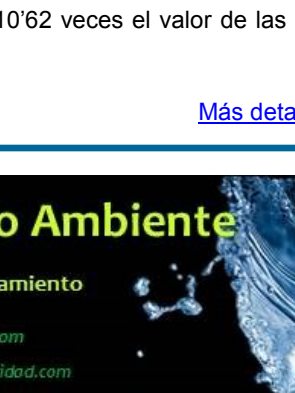 10’62 veces el valor de las
Más deta
o Ambiente
amiento
om
idad.com